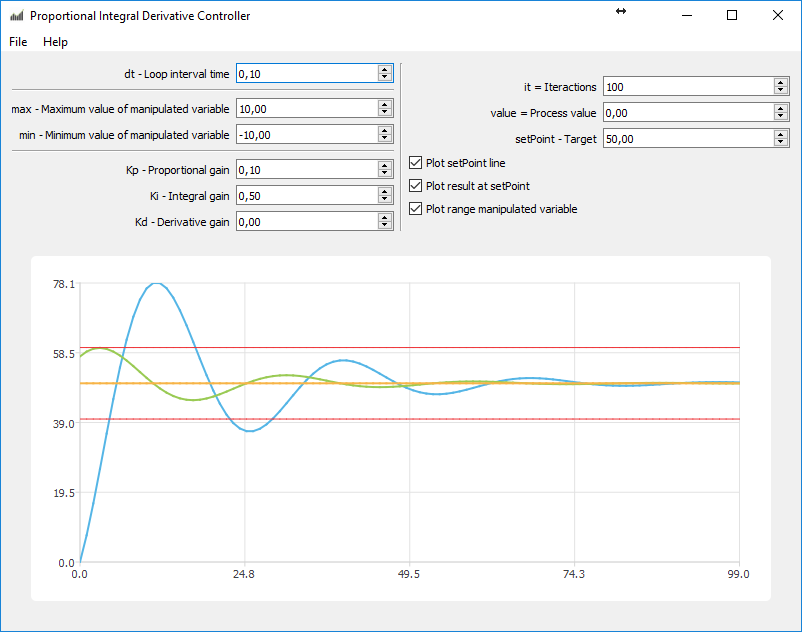 Proportional Integral Derivative Controller
File Help
dt - Loop interval time 0,10
max - Maximum value of manipulated variable 10,00
min - Minimum value of manipulated variable -10,00
Kp - Proportional gain 0,10
Ki - Integral gain 0,50
Kd - Derivative gain 0,00
it = Iteractions 100
value = Process value 0,00
setPoint - Target 50,00
Plot setPoint line
Plot result at setPoint
Plot range manipulated variable
78.1
58.5
39.0
19.5
0.0
0.0 24.8 49.5 74.3 99.0